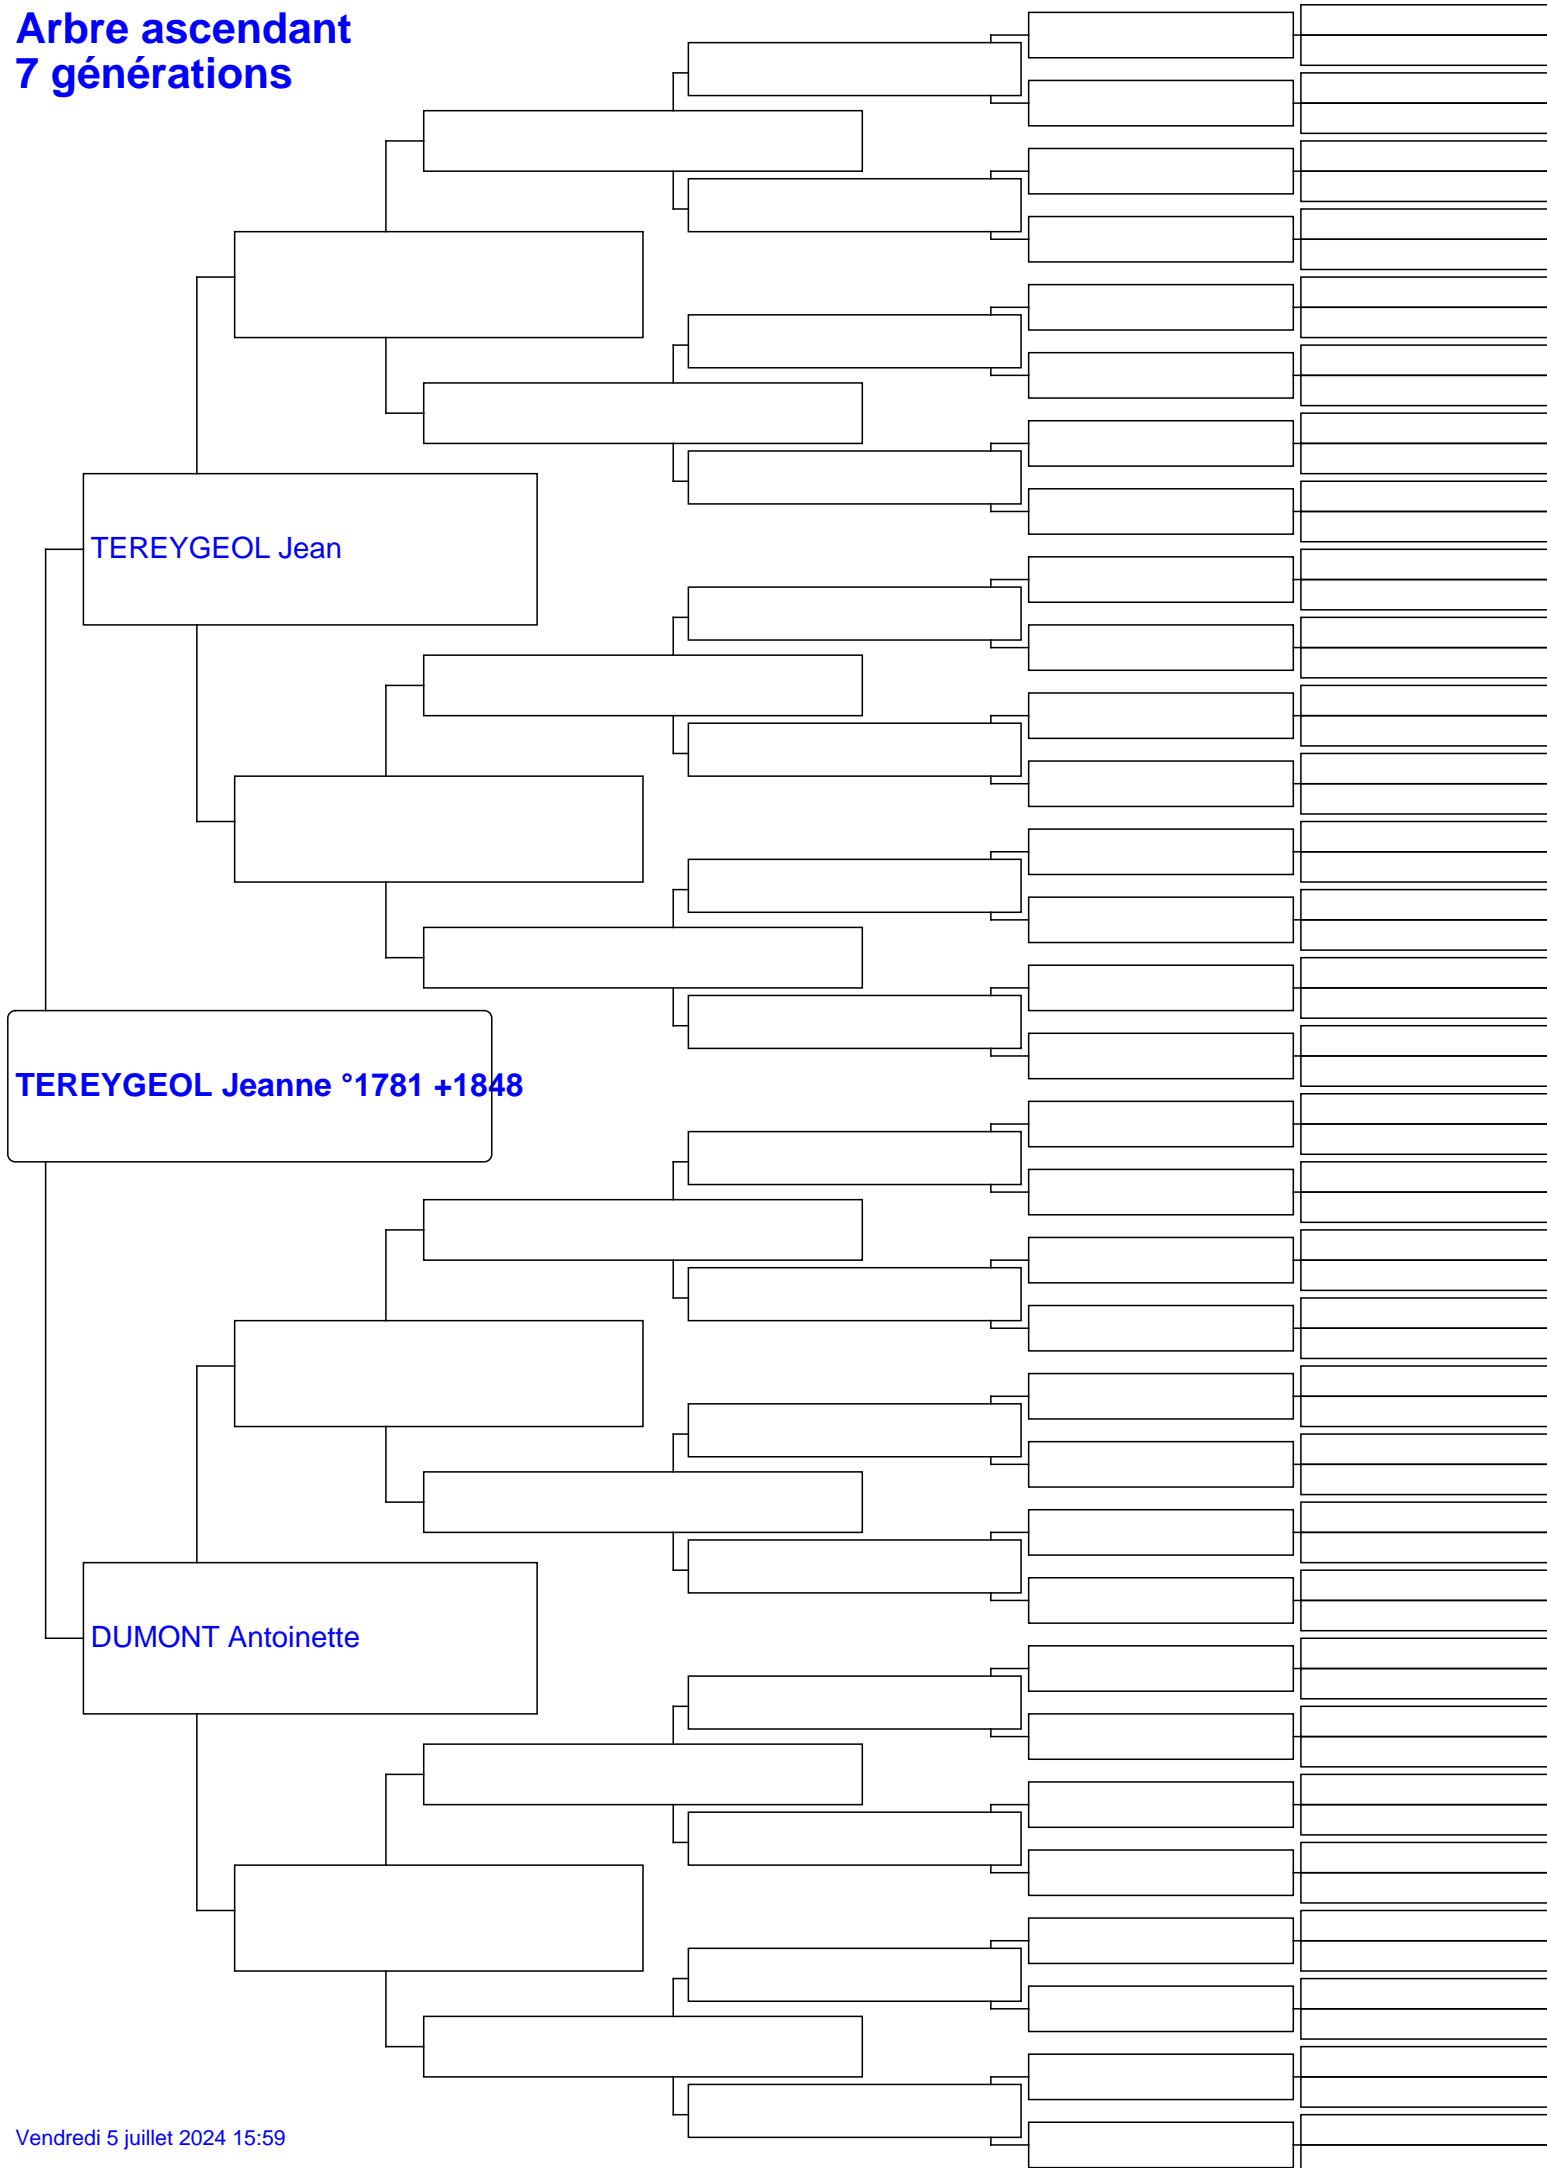 Arbre ascendant
7 générations
TEREYGEOL Jean
TEREYGEOL Jeanne °1781 +1848
DUMONT Antoinette
Vendredi 5 juillet 2024 15:59